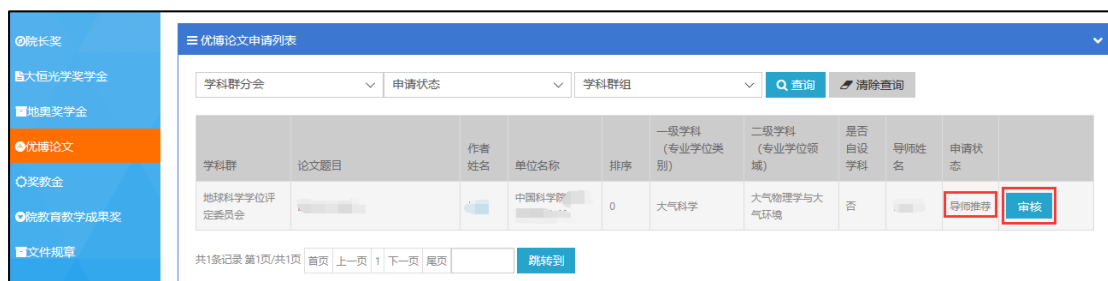 院长奖
大恒光学奖学金
地奥奖学金
优博论文
奖教金
院教育教学成果奖
文件规章
优博论文申请列表
学科群分会 申请状态 学科群组 查询 清除查询
学科群 论文题目 作者姓名 单位名称 排序 一级学科（专业学位类别） 二级学科（专业学位领域） 是否自设学科 导师姓名 申请状态
地球科学学位评定委员会 中国科学院 0 大气科学 大气物理学与大气环境 否 导师推荐 审核
共1条记录 第1页/共1页 首页 上一页 1 下一页 尾页 跳转到